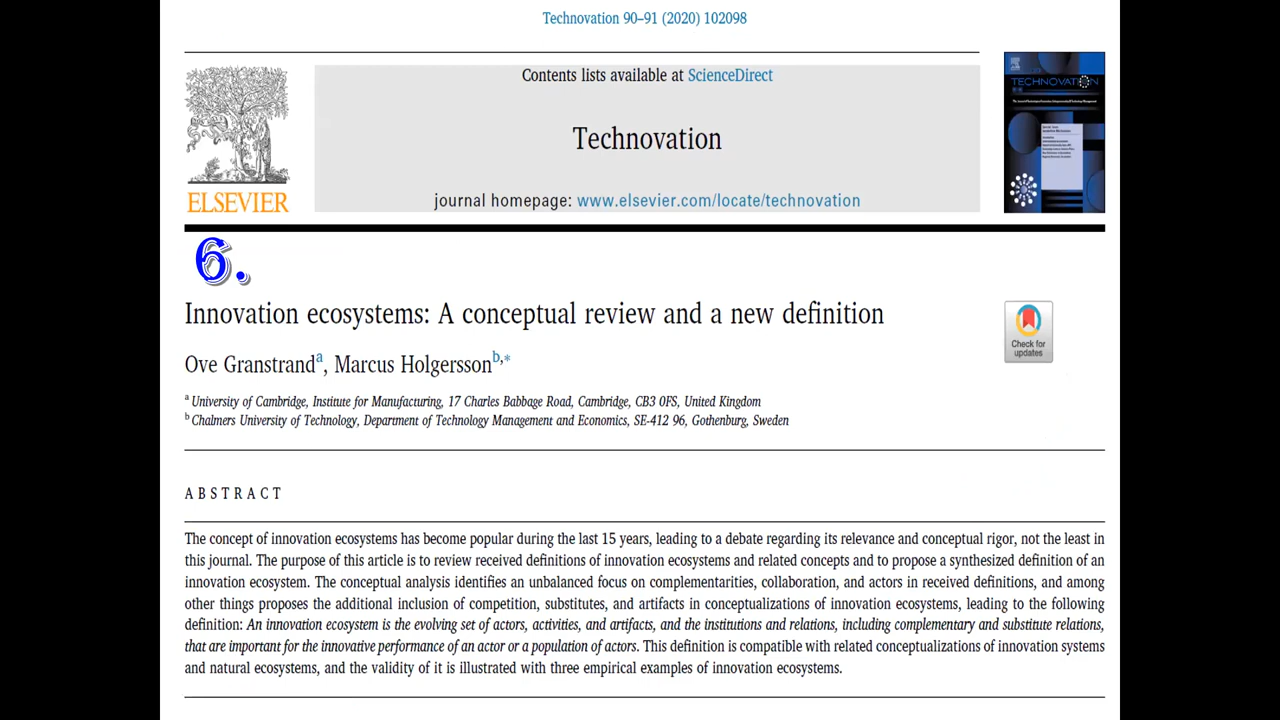 Technovation 90–91 (2020) 102098
Contents lists available at ScienceDirect
Technovation
journal homepage: www.elsevier.com/locate/technovation
ELSEVIER
TECHNOVATION
6.
Innovation ecosystems: A conceptual review and a new definition
Check for
updates
Ove Granstrandᵃ, Marcus Holgerssonᵇ,*
ᵃ University of Cambridge, Institute for Manufacturing, 17 Charles Babbage Road, Cambridge, CB3 0FS, United Kingdom
ᵇ Chalmers University of Technology, Department of Technology Management and Economics, SE-412 96, Gothenburg, Sweden
ABSTRACT
The concept of innovation ecosystems has become popular during the last 15 years, leading to a debate regarding its relevance and conceptual rigor, not the least in
this journal. The purpose of this article is to review received definitions of innovation ecosystems and related concepts and to propose a synthesized definition of an
innovation ecosystem. The conceptual analysis identifies an unbalanced focus on complementarities, collaboration, and actors in received definitions, and among
other things proposes the additional inclusion of competition, substitutes, and artifacts in conceptualizations of innovation ecosystems, leading to the following
definition: An innovation ecosystem is the evolving set of actors, activities, and artifacts, and the institutions and relations, including complementary and substitute relations,
that are important for the innovative performance of an actor or a population of actors. This definition is compatible with related conceptualizations of innovation systems
and natural ecosystems, and the validity of it is illustrated with three empirical examples of innovation ecosystems.